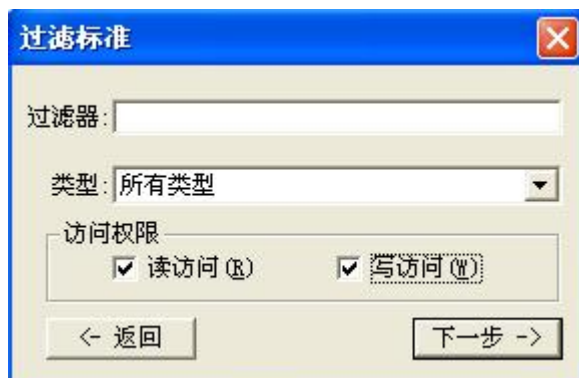 过滤标准
过滤器:
类型: 所有类型
访问权限
读访问(R) 写访问(W)
<- 返回 下一步 ->